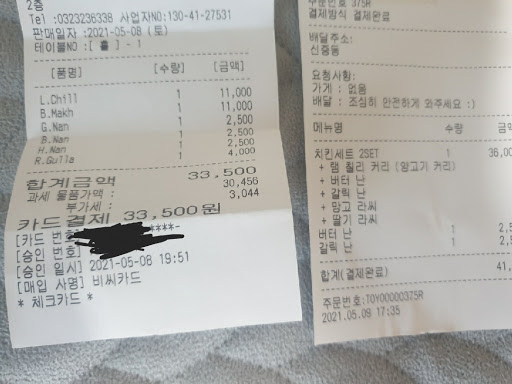 2층
Tel :0323236338 사업자NO:130-41-27531
판매일시 :2021-05-08 (토)
테이블NO:[ 홀 ] - 1
[품명] [수량] [금액]
L.Chill 1 11,000
B.Makh 1 11,000
G.Nan 1 2,500
B.Nan 1 2,500
H.Nan 1 2,500
R.Gulla 1 4,000
합계금액 33,500
과세 물품가액 : 30,456
부가세 : 3,044
카드 결제 33,500원
[카드 번호 ****-
[승인 번호]
[승인 일시] 2021-05-08 19:51
[매입 사명] 비씨카드
* 체크카드 *
주문번호 375R
결제방식 결제완료
배달주소:
신중동
요청사항:
가게 : 없음
배달 : 조심히 안전하게 와주세요 :)
메뉴명 수량
치킨세트 2SET 1 36,00
+ 램 칠리 커리 (양고기 커리)
+ 버터 난
+ 갈릭 난
+ 망고 라씨
+ 딸기 라씨
버터 난 1 2,5
갈릭 난 1 2,5
합계(결제완료) 41,
주문번호:T0Y00000375R
2021.05.09 17:35